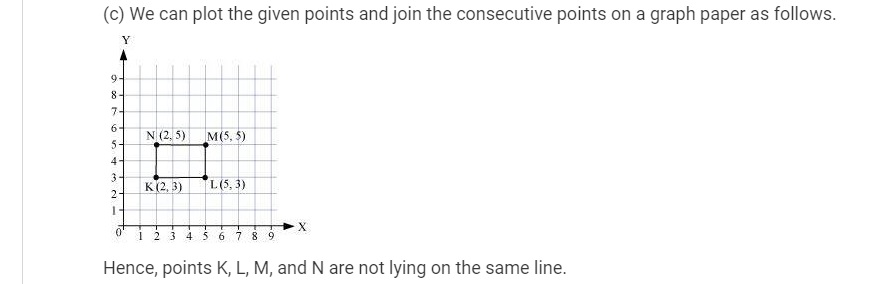 (c) We can plot the given points and join the consecutive points on a graph paper as follows.
Y
9
8
7
6
N (2, 5) M(5, 5)
5
4
3
K (2, 3) L (5, 3)
2
1
X
0 1 2 3 4 5 6 7 8 9
Hence, points K, L, M, and N are not lying on the same line.